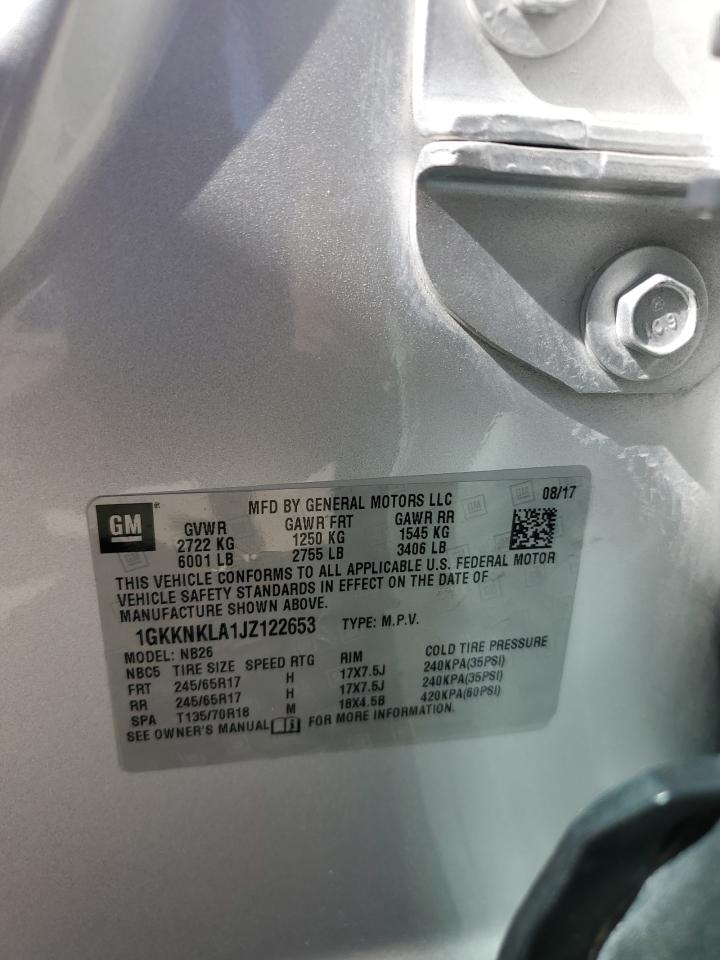 GM
MFD BY GENERAL MOTORS LLC 08/17
GVWR GAWR FRT GAWR RR
2722 KG 1250 KG 1545 KG
6001 LB 2755 LB 3406 LB
THIS VEHICLE CONFORMS TO ALL APPLICABLE U.S. FEDERAL MOTOR
VEHICLE SAFETY STANDARDS IN EFFECT ON THE DATE OF
MANUFACTURE SHOWN ABOVE.
1GKKNKLA1JZ122653 TYPE: M.P.V.
MODEL: NB26
NBC5 TIRE SIZE SPEED RTG RIM COLD TIRE PRESSURE
FRT 245/65R17 H 17X7.5J 240KPA(35PSI)
RR 245/65R17 H 17X7.5J 240KPA(35PSI)
SPA T135/70R18 M 18X4.5B 420KPA(60PSI)
SEE OWNER'S MANUAL FOR MORE INFORMATION.